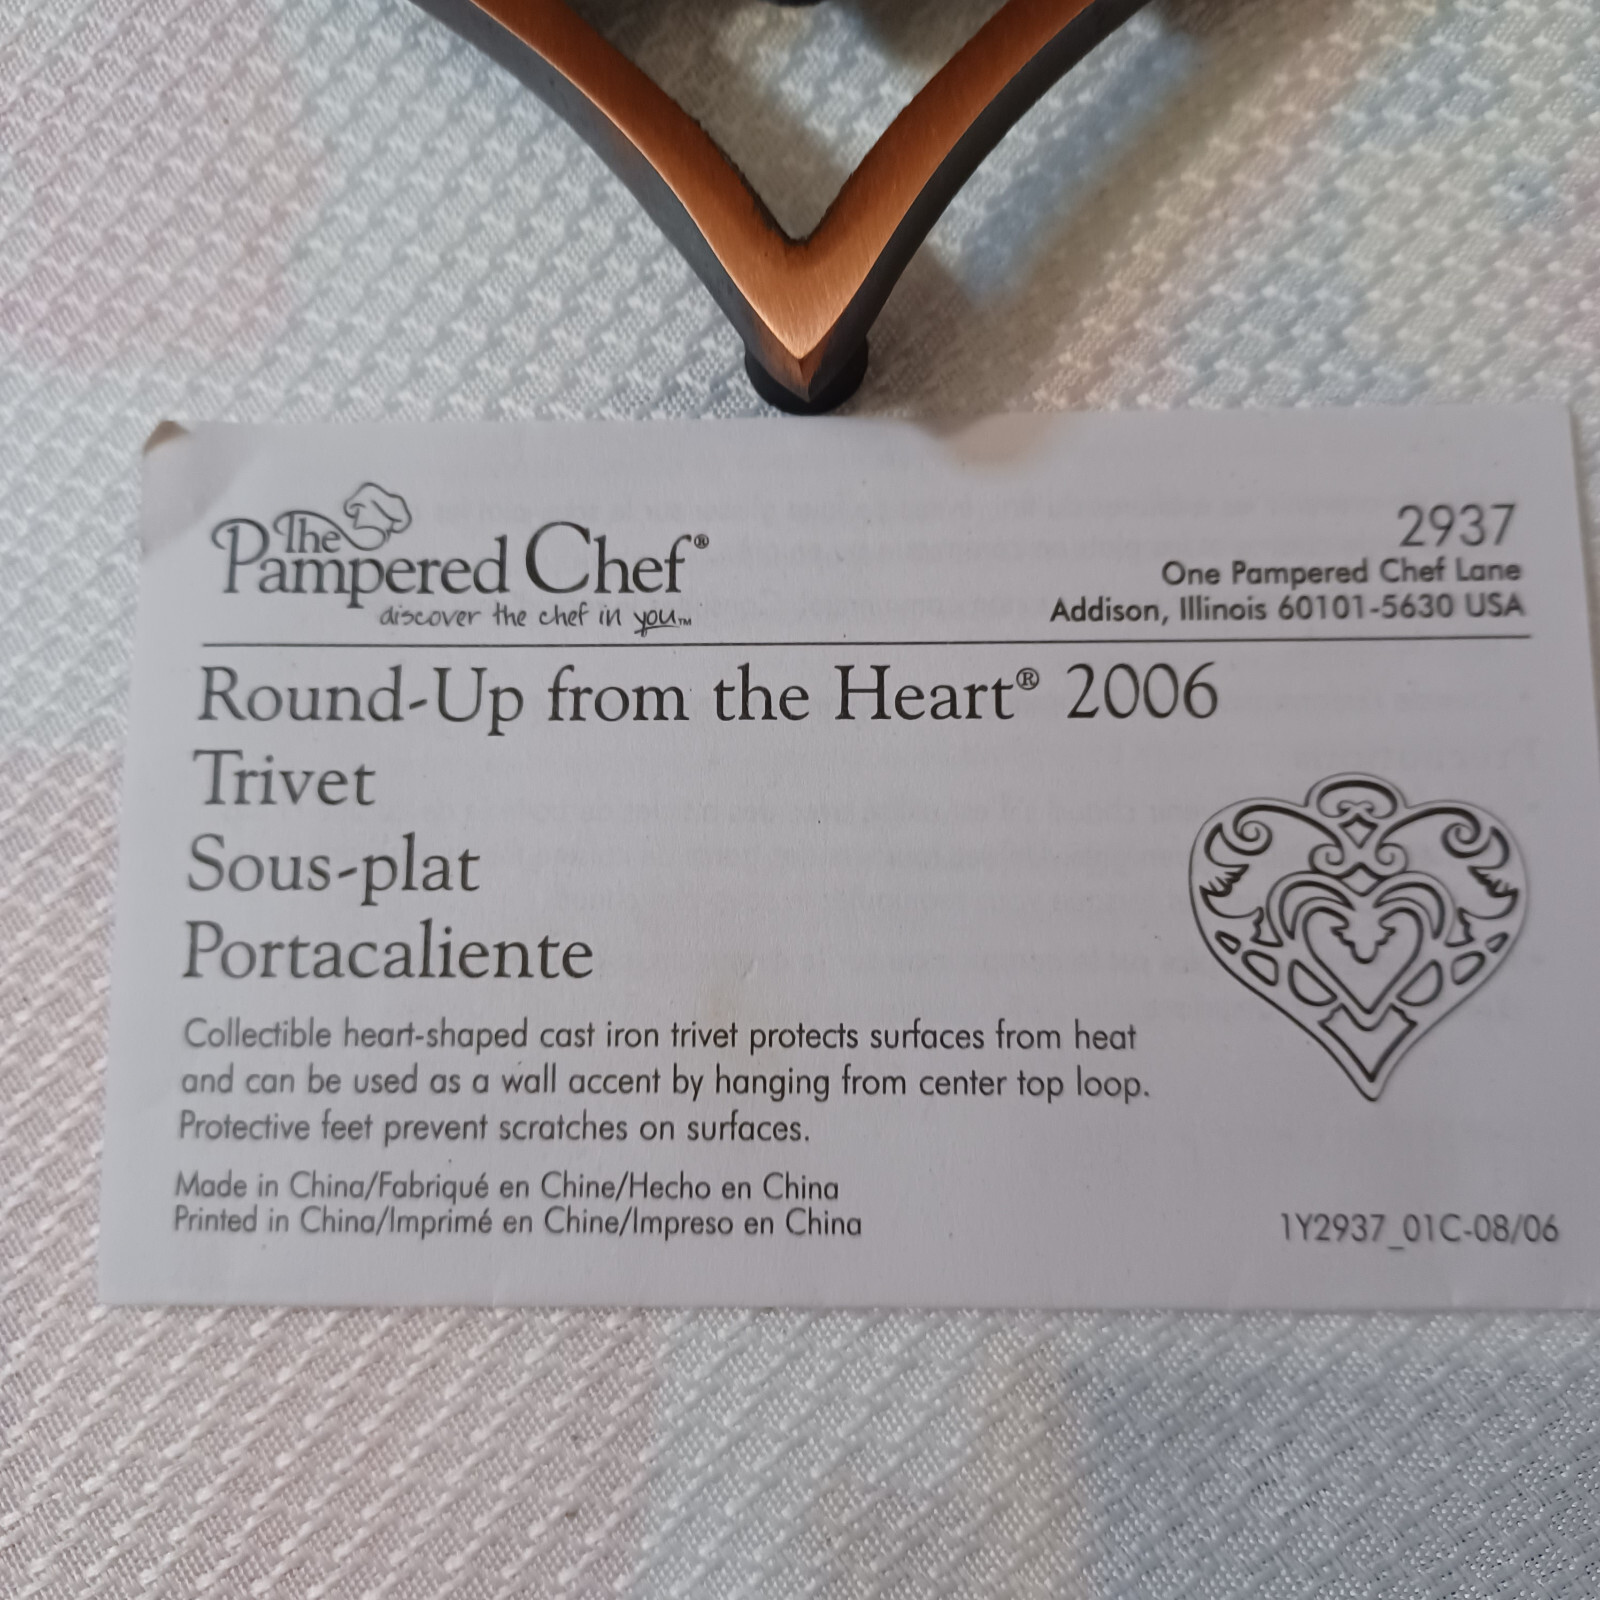 The Pampered Chef®
discover the chef in you™
2937
One Pampered Chef Lane
Addison, Illinois 60101-5630 USA
Round-Up from the Heart® 2006
Trivet
Sous-plat
Portacaliente
Collectible heart-shaped cast iron trivet protects surfaces from heat
and can be used as a wall accent by hanging from center top loop.
Protective feet prevent scratches on surfaces.
Made in China/Fabriqué en Chine/Hecho en China
Printed in China/Imprimé en Chine/Impreso en China
1Y2937_01C-08/06